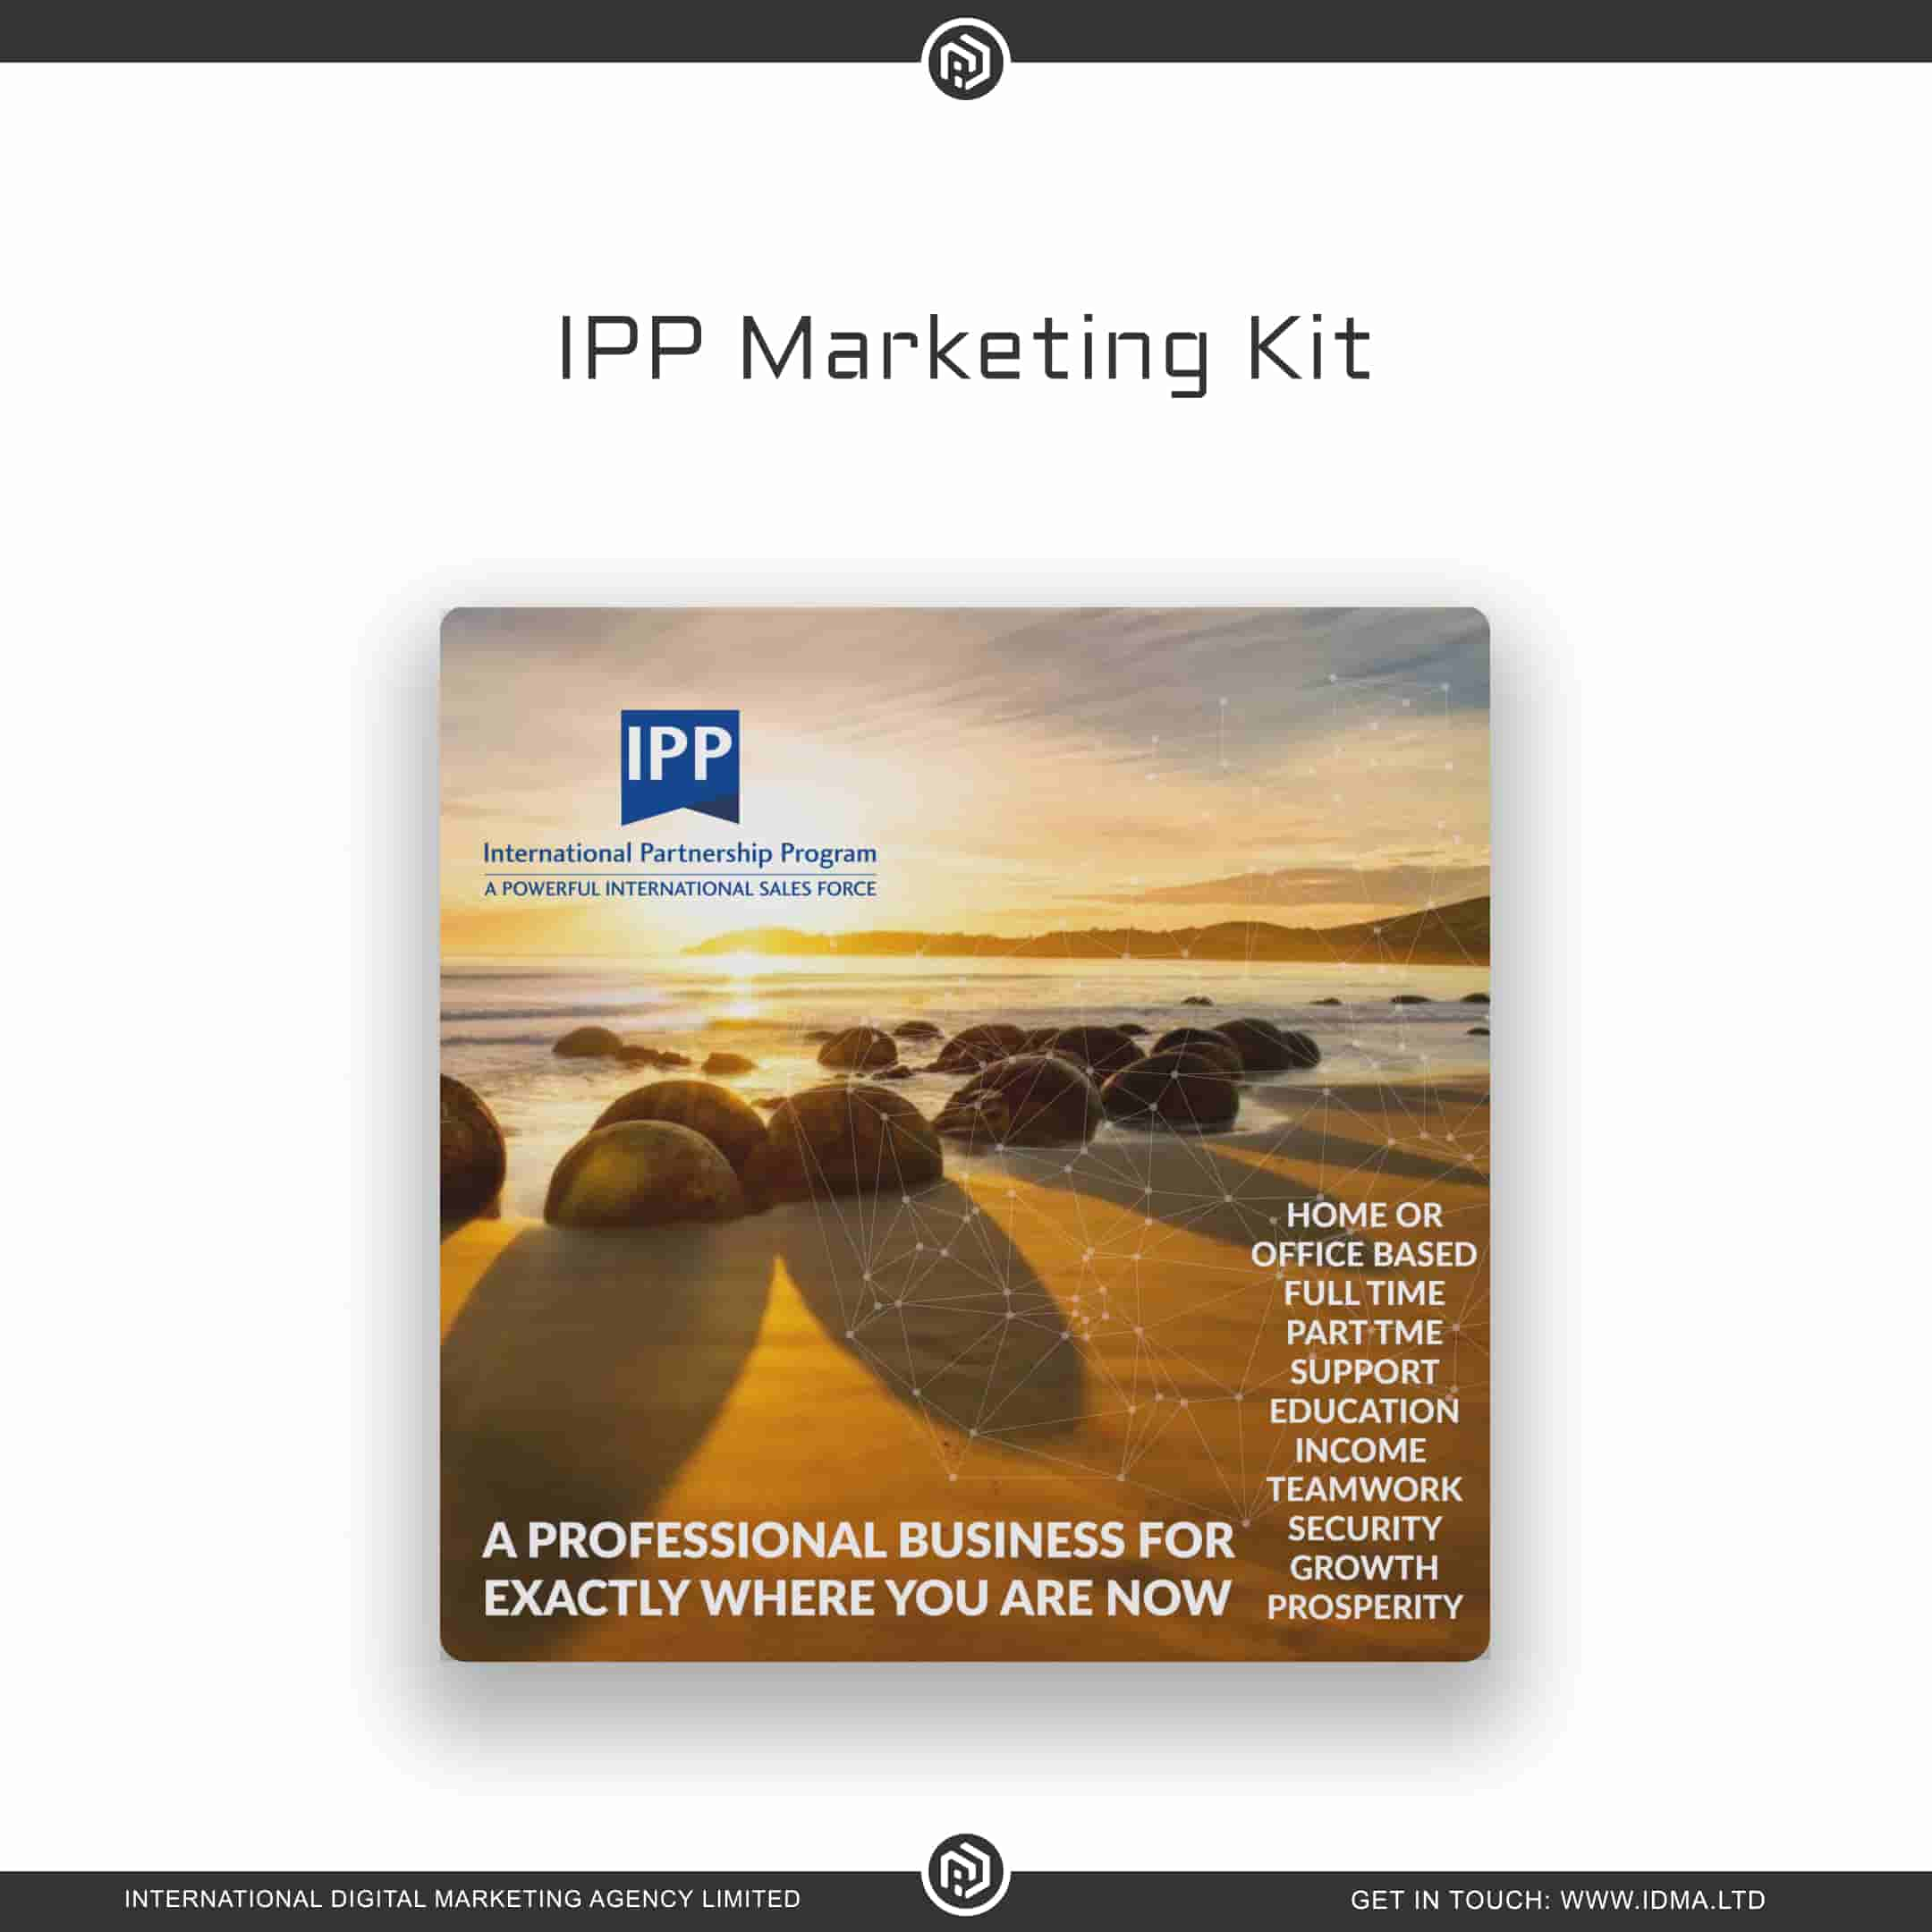 IPP Marketing Kit
IPP
International Partnership Program
A POWERFUL INTERNATIONAL SALES FORCE
HOME OR
OFFICE BASED
FULL TIME
PART TME
SUPPORT
EDUCATION
INCOME
TEAMWORK
SECURITY
GROWTH
PROSPERITY
A PROFESSIONAL BUSINESS FOR
EXACTLY WHERE YOU ARE NOW
INTERNATIONAL DIGITAL MARKETING AGENCY LIMITED
GET IN TOUCH: WWW.IDMA.LTD